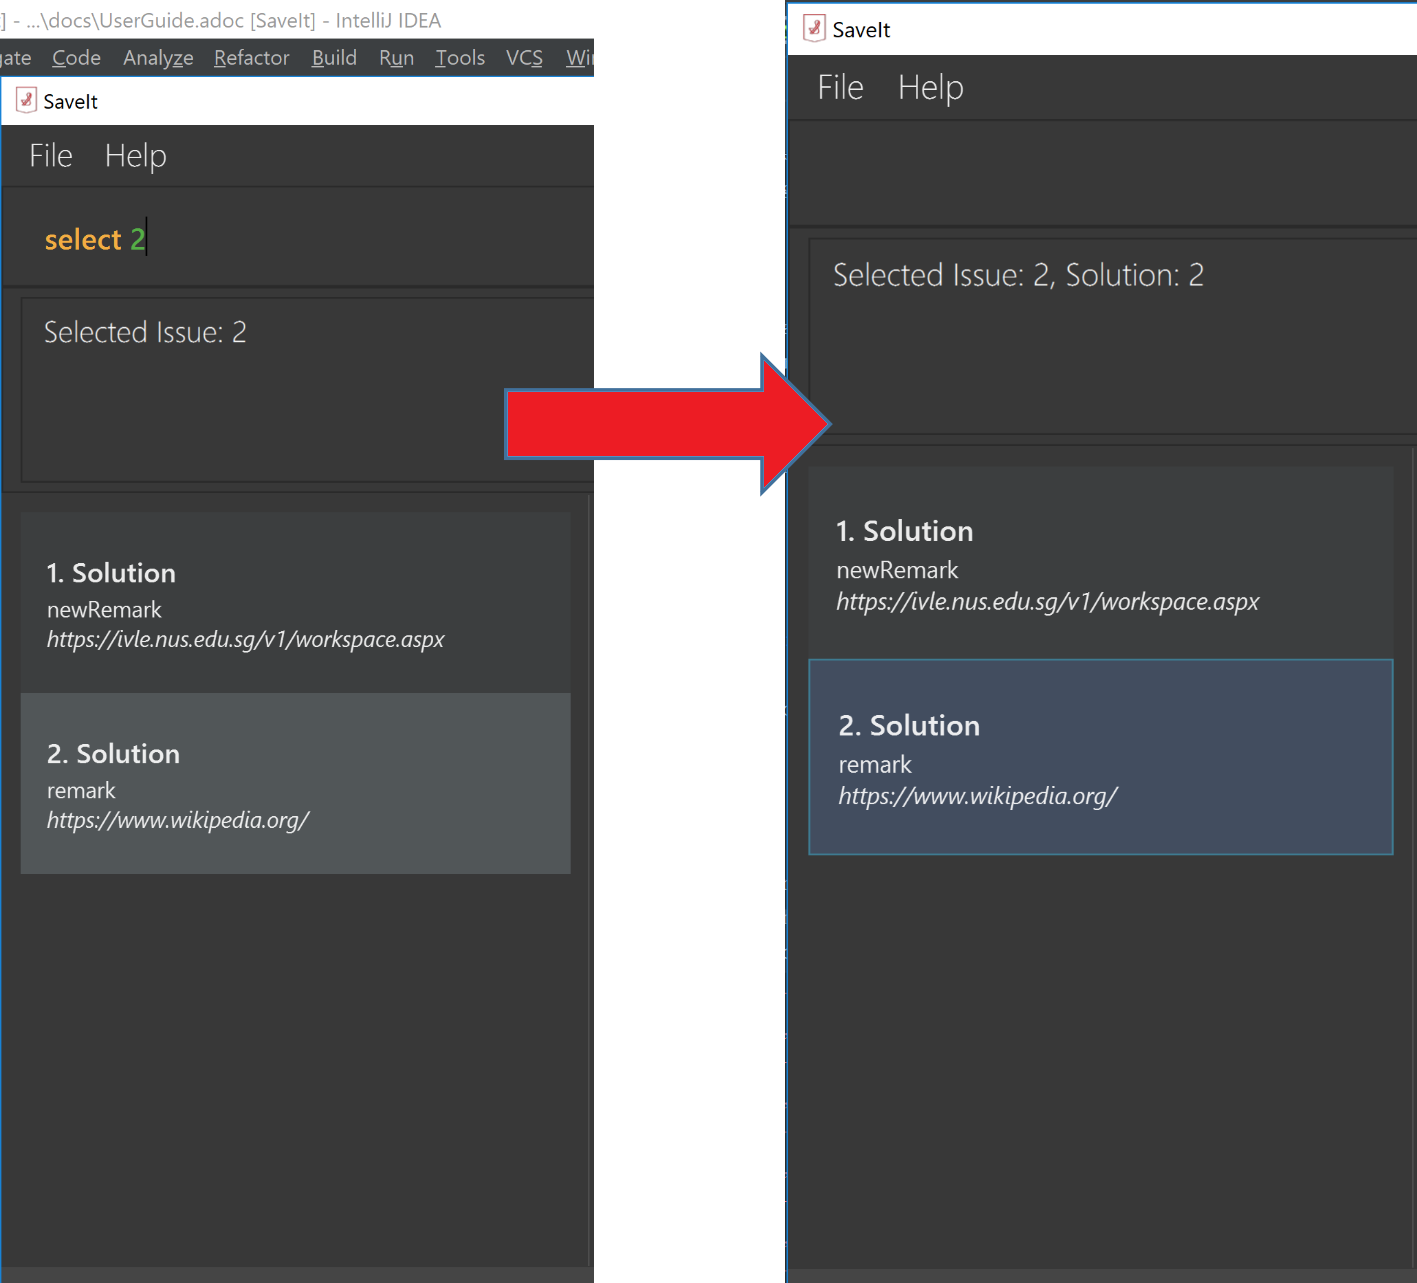 ] - ...\docs\UserGuide.adoc [SaveIt] - IntelliJ IDEA
Code Analyze Refactor Build Run Tools VCS
SaveIt
File Help
select 2
Selected Issue: 2
1. Solution
newRemark
https://ivle.nus.edu.sg/v1/workspace.aspx
2. Solution
remark
https://www.wikipedia.org/
SaveIt
File Help
Selected Issue: 2, Solution: 2
1. Solution
newRemark
https://ivle.nus.edu.sg/v1/workspace.aspx
2. Solution
remark
https://www.wikipedia.org/